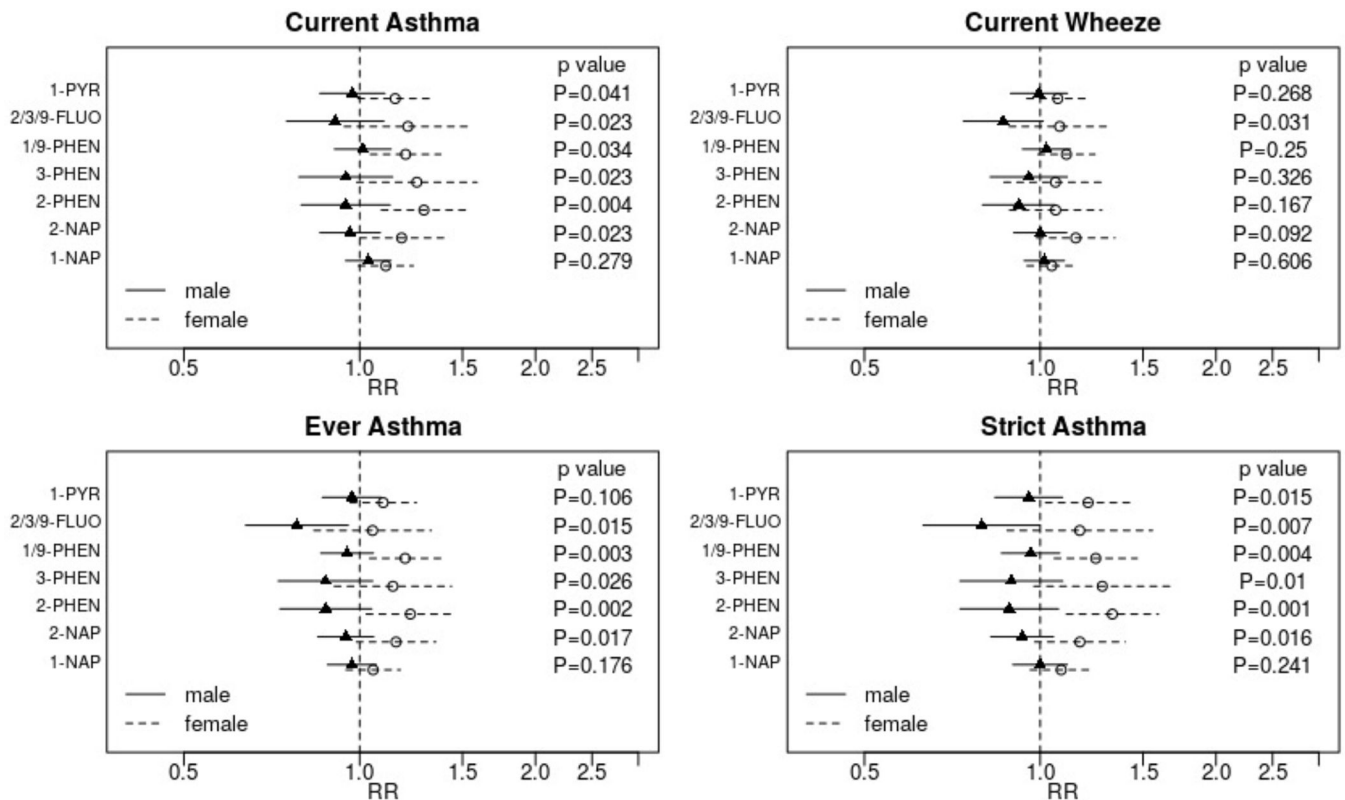 Current Asthma
p value
1-PYR P=0.041
2/3/9-FLUO P=0.023
1/9-PHEN P=0.034
3-PHEN P=0.023
2-PHEN P=0.004
2-NAP P=0.023
1-NAP P=0.279
male
female
0.5 1.0 1.5 2.0 2.5
RR
Current Wheeze
p value
1-PYR P=0.268
2/3/9-FLUO P=0.031
1/9-PHEN P=0.25
3-PHEN P=0.326
2-PHEN P=0.167
2-NAP P=0.092
1-NAP P=0.606
male
female
0.5 1.0 1.5 2.0 2.5
RR
Ever Asthma
p value
1-PYR P=0.106
2/3/9-FLUO P=0.015
1/9-PHEN P=0.003
3-PHEN P=0.026
2-PHEN P=0.002
2-NAP P=0.017
1-NAP P=0.176
male
female
0.5 1.0 1.5 2.0 2.5
RR
Strict Asthma
p value
1-PYR P=0.015
2/3/9-FLUO P=0.007
1/9-PHEN P=0.004
3-PHEN P=0.01
2-PHEN P=0.001
2-NAP P=0.016
1-NAP P=0.241
male
female
0.5 1.0 1.5 2.0 2.5
RR